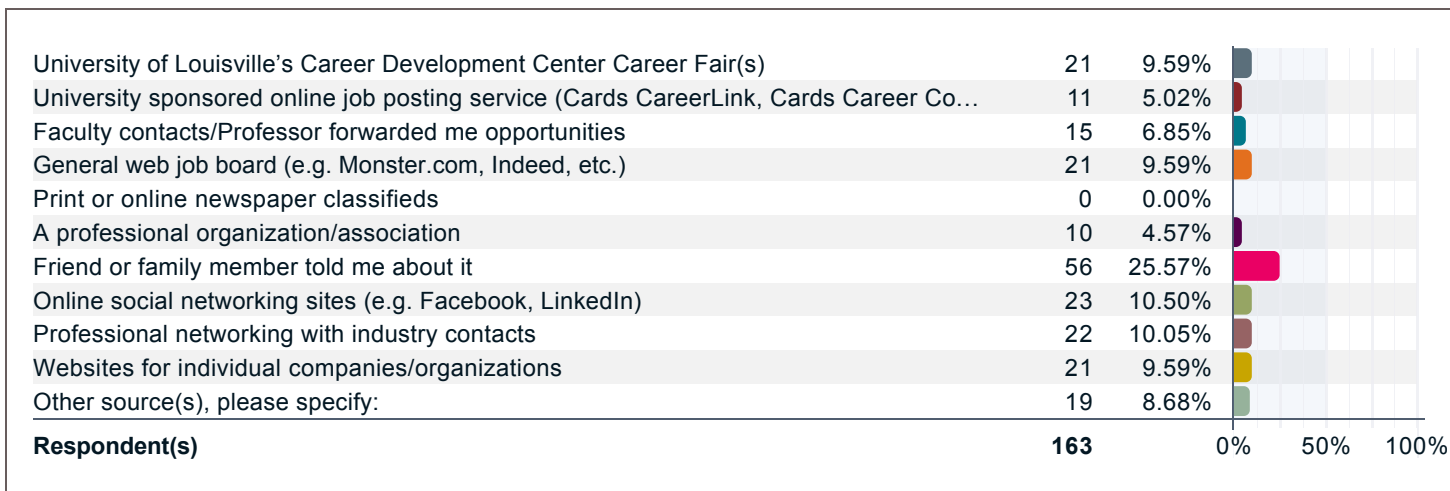 University of Louisville’s Career Development Center Career Fair(s) 21 9.59%
University sponsored online job posting service (Cards CareerLink, Cards Career Co… 11 5.02%
Faculty contacts/Professor forwarded me opportunities 15 6.85%
General web job board (e.g. Monster.com, Indeed, etc.) 21 9.59%
Print or online newspaper classifieds 0 0.00%
A professional organization/association 10 4.57%
Friend or family member told me about it 56 25.57%
Online social networking sites (e.g. Facebook, LinkedIn) 23 10.50%
Professional networking with industry contacts 22 10.05%
Websites for individual companies/organizations 21 9.59%
Other source(s), please specify: 19 8.68%
Respondent(s) 163 0% 50% 100%